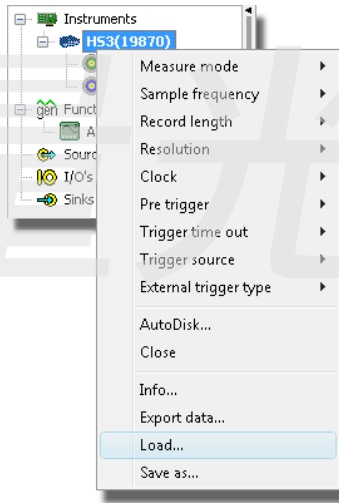 Instruments
HS3(19870)
Measure mode
Sample frequency
gen Funct
Record length
A
Resolution
Sourc
Clock
I/O's
Pre trigger
Sinks
Trigger time out
Trigger source
External trigger type
AutoDisk...
Close
Info...
Export data...
Load...
Save as...